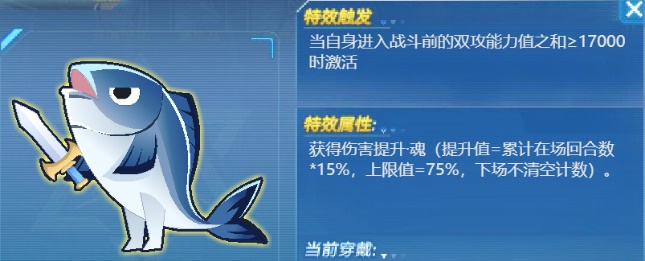 特效触发
当自身进入战斗前的双攻能力值之和≥17000
时激活
特效属性:
获得伤害提升·魂（提升值=累计在场回合数
*15%，上限值=75%，下场不清空计数）。
当前穿戴: